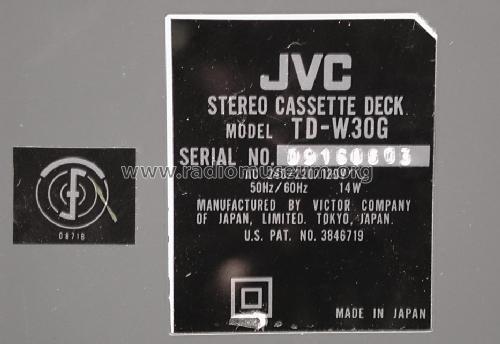 JVC
STEREO CASSETTE DECK
MODEL TD-W30G
SERIAL NO. 09160603
50Hz/60Hz 14W
MANUFACTURED BY VICTOR COMPANY
OF JAPAN, LIMITED. TOKYO, JAPAN.
U.S. PAT. NO. 3846719
MADE IN JAPAN
08716